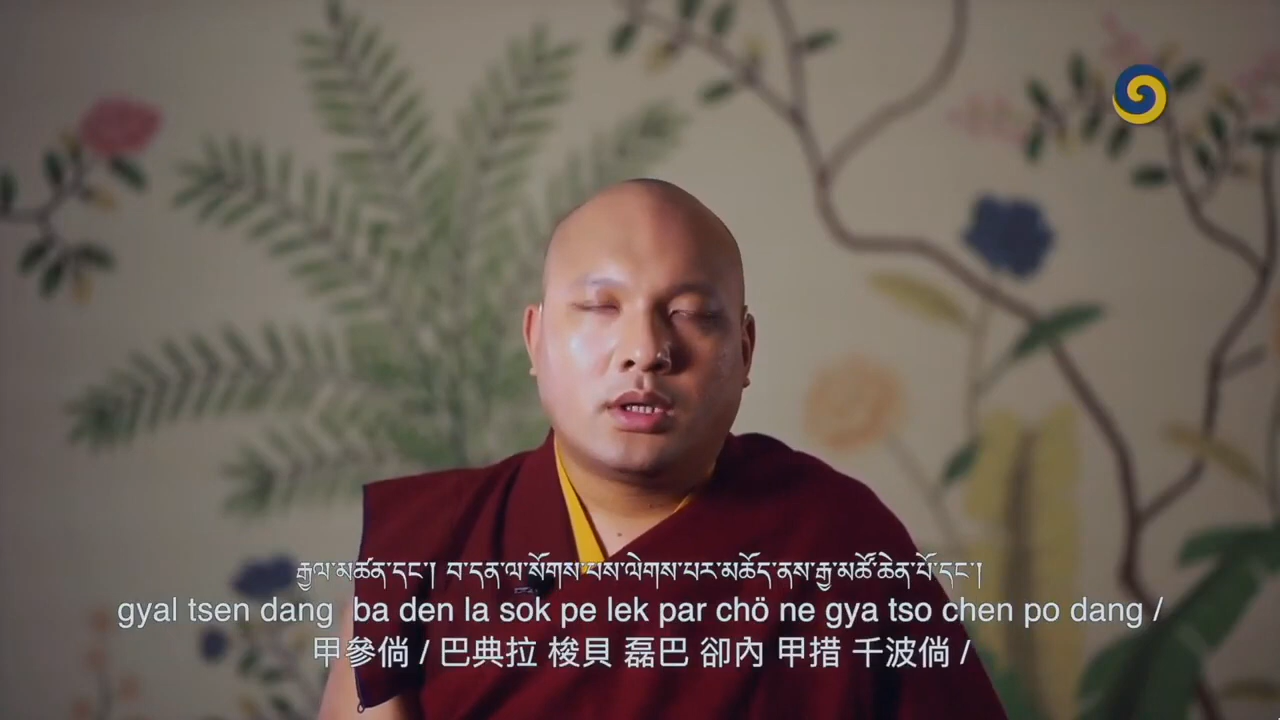 རྒྱལ་མཚན་དང་། བ་དན་ལ་སོགས་པས་ལེགས་པར་མཆོད་ནས་རྒྱ་མཚོ་ཆེན་པོ་དང་།
gyal tsen dang ba den la sok pe lek par chö ne gya tso chen po dang /
甲參倘 / 巴典拉 梭貝 磊巴 卻內 甲措 千波倘 /